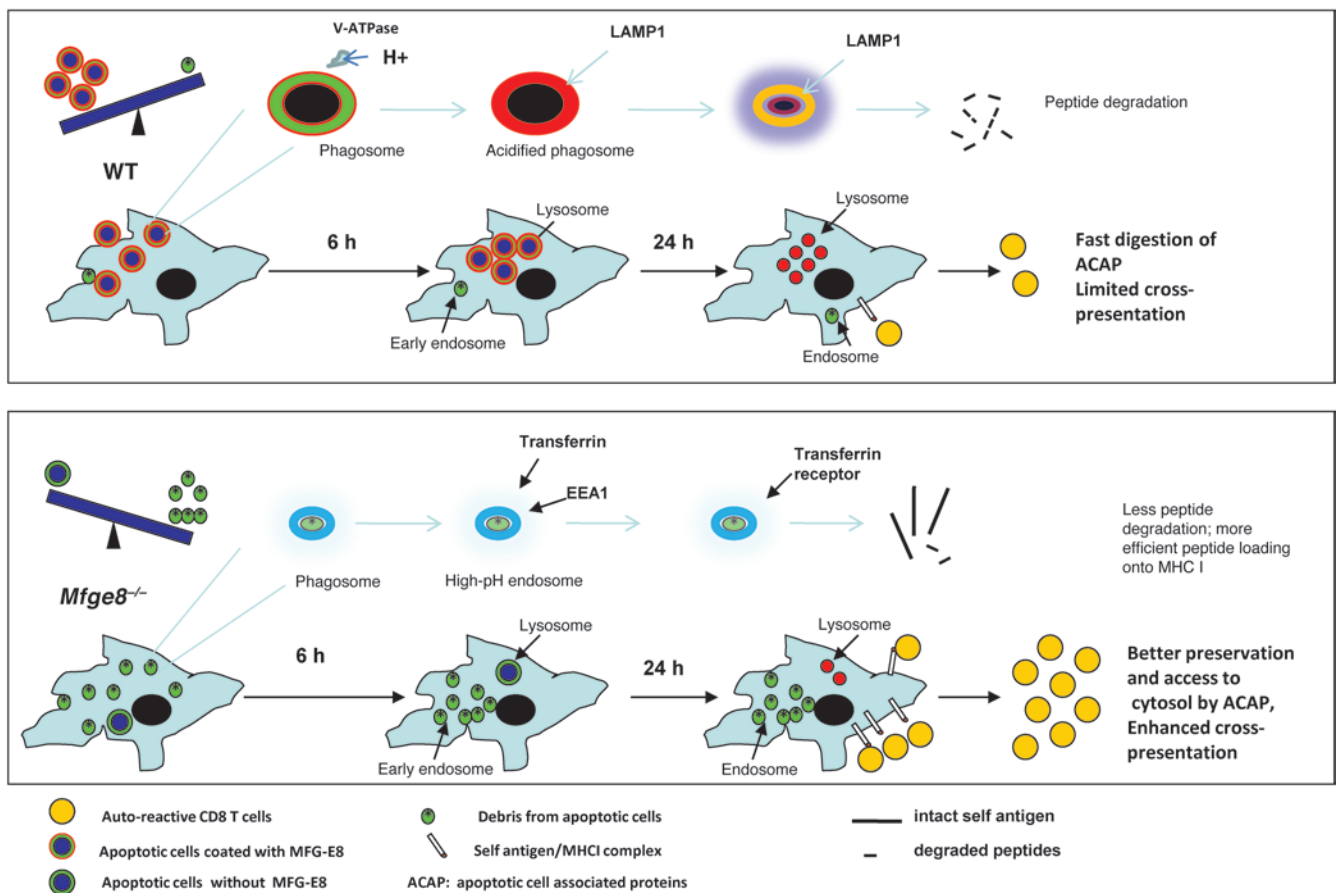 V-ATPase
H+
LAMP1
LAMP1
Phagosome
Acidified phagosome
Peptide degradation
WT
Lysosome
Lysosome
6 h
24 h
Early endosome
Endosome
Fast digestion of
ACAP
Limited cross-
presentation
Transferrin
EEA1
Transferrin
receptor
Phagosome
High-pH endosome
Less peptide
degradation; more
efficient peptide loading
onto MHC I
Mfge8–/–
Lysosome
Lysosome
6 h
24 h
Early endosome
Endosome
Better preservation
and access to
cytosol by ACAP,
Enhanced cross-
presentation
Auto-reactive CD8 T cells
Debris from apoptotic cells
intact self antigen
Apoptotic cells coated with MFG-E8
Self antigen/MHCI complex
degraded peptides
Apoptotic cells without MFG-E8
ACAP: apoptotic cell associated proteins